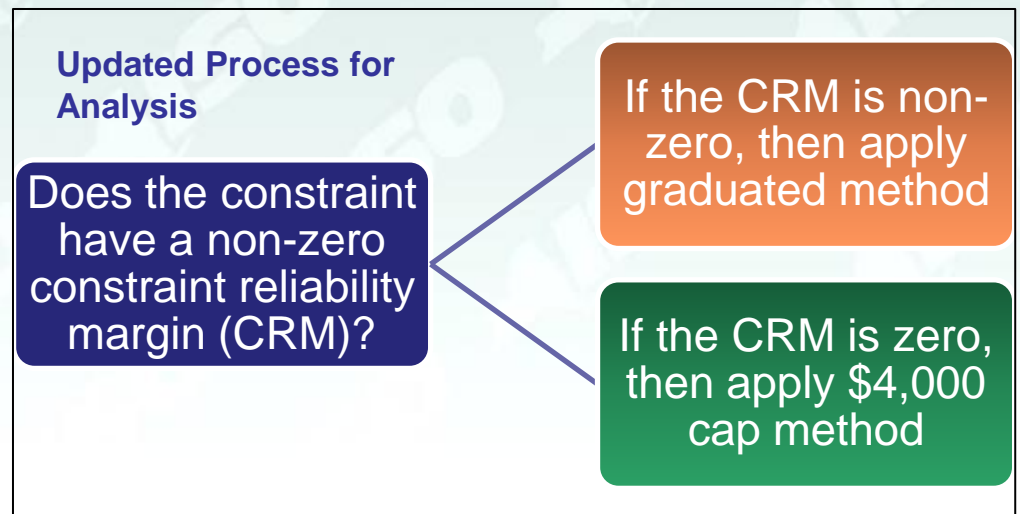 Updated Process for
Analysis
Does the constraint
have a non-zero
constraint reliability
margin (CRM)?
If the CRM is non-
zero, then apply
graduated method
If the CRM is zero,
then apply $4,000
cap method